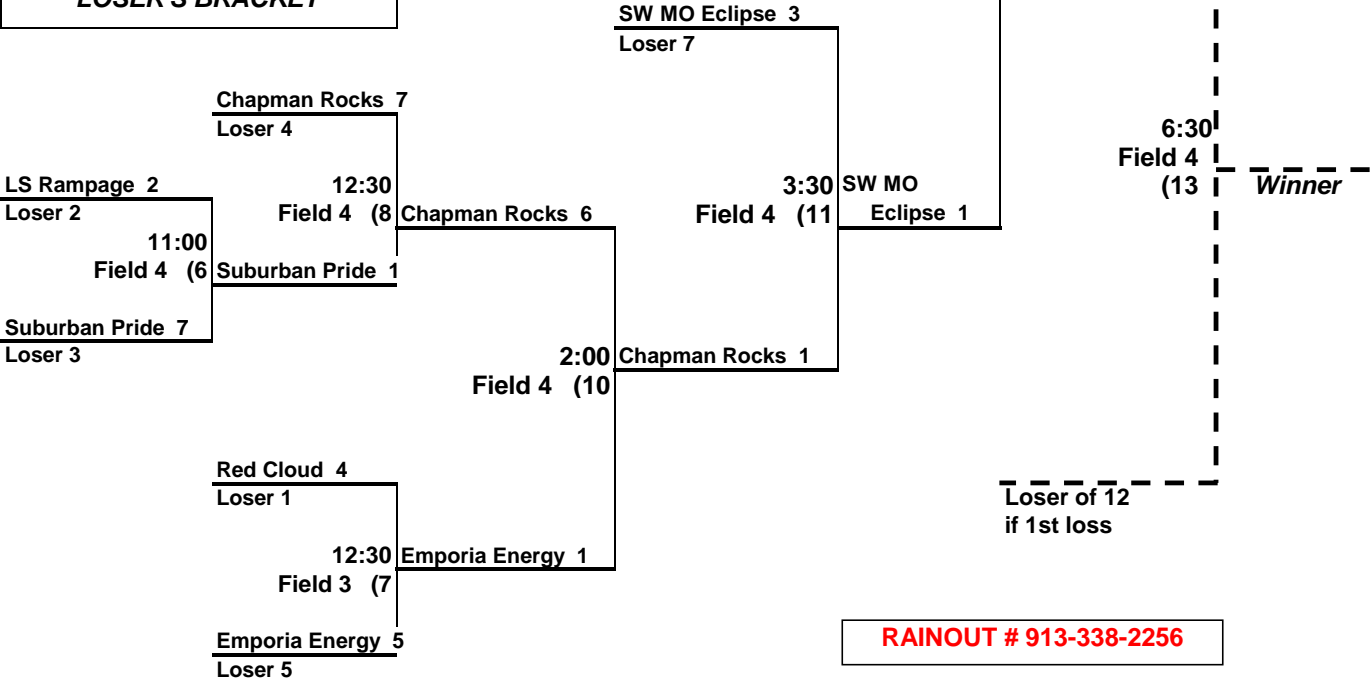 LOSER'S BRACKET
SW MO Eclipse 3
Loser 7
Chapman Rocks 7
Loser 4
6:30
Field 4
(13
Winner
LS Rampage 2
Loser 2
12:30
Field 4 (8
Chapman Rocks 6
3:30
Field 4 (11
SW MO
Eclipse 1
11:00
Field 4 (6
Suburban Pride 1
Suburban Pride 7
Loser 3
2:00
Field 4 (10
Chapman Rocks 1
Red Cloud 4
Loser 1
Loser of 12
if 1st loss
12:30
Field 3 (7
Emporia Energy 1
Emporia Energy 5
Loser 5
RAINOUT # 913-338-2256